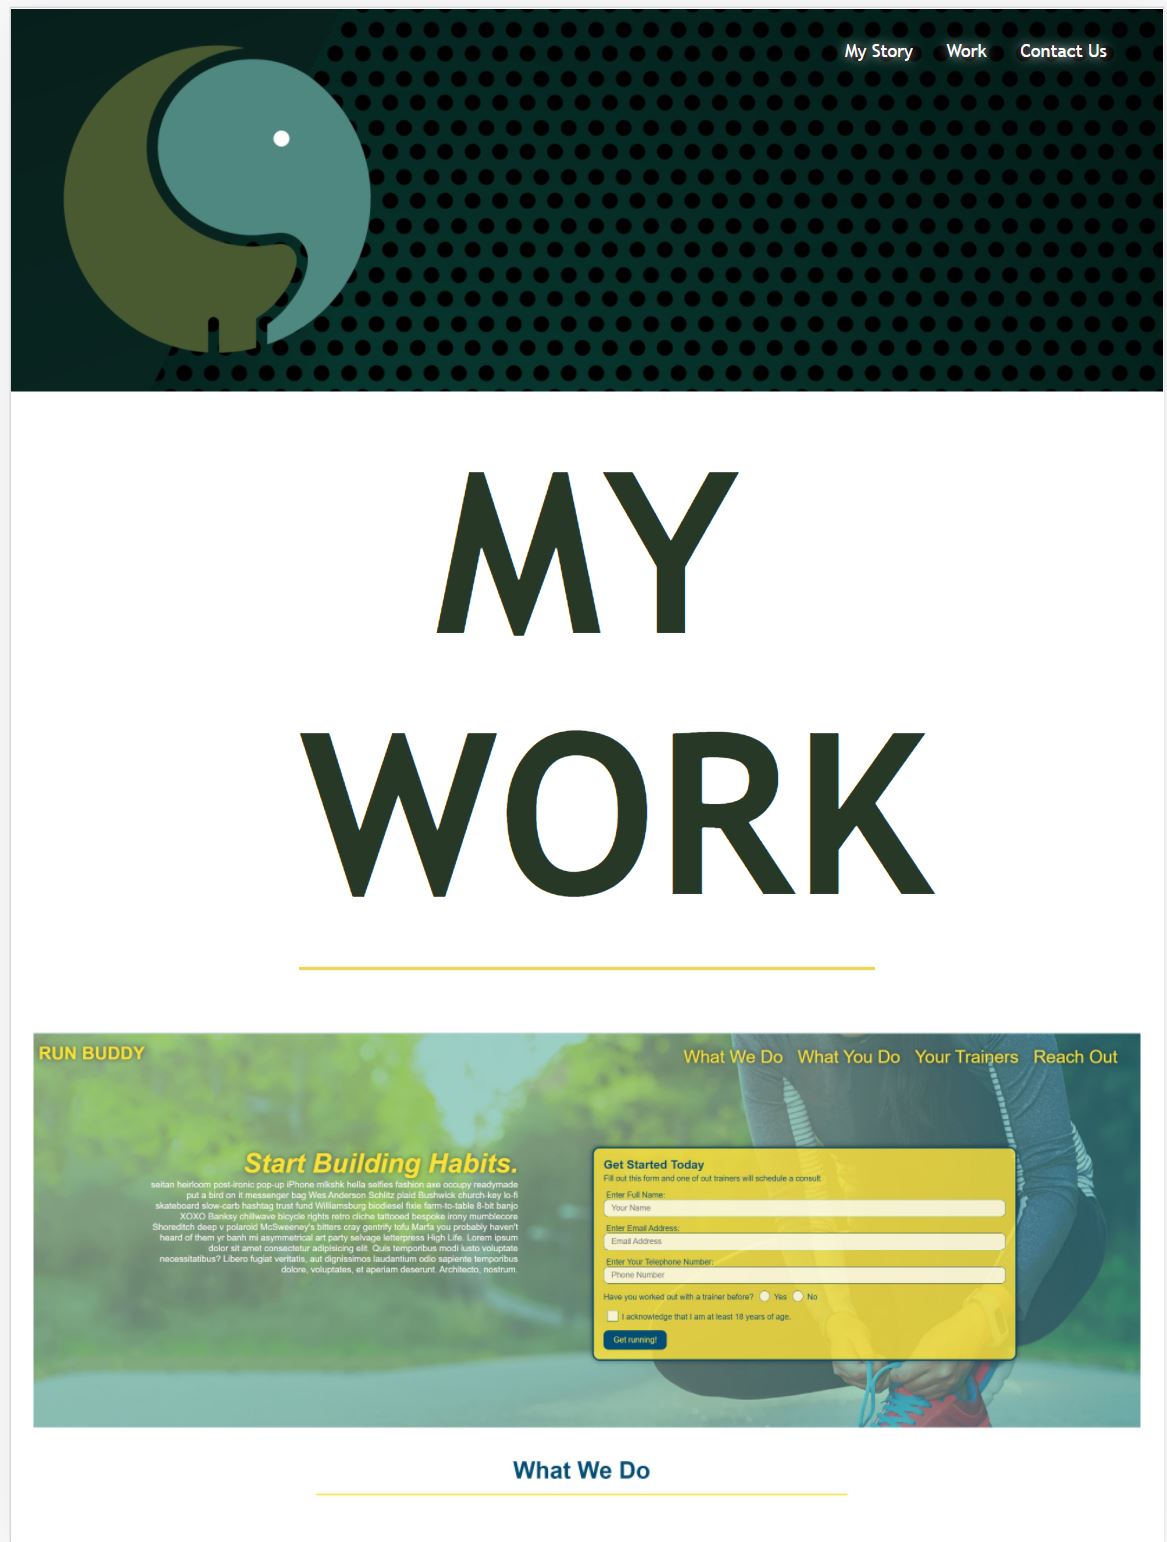 My Story Work Contact Us
MY
WORK
RUN BUDDY
What We Do What You Do Your Trainers Reach Out
Start Building Habits.
seitan heirloom post-ironic pop-up iPhone mlkshk hella selfies fashion axe occupy readymade
put a bird on it messenger bag Wes Anderson Schlitz plaid Bushwick church-key lo-fi
skateboard slow-carb hashtag trust fund Williamsburg biodiesel fixie farm-to-table 8-bit banjo
XOXO Banksy chillwave bicycle rights retro cliche tattooed bespoke irony mumblecore
Shoreditch deep v polaroid McSweeney's bitters cray gentrify tofu Marfa you probably haven't
heard of them yr banh mi asymmetrical art party selvage letterpress High Life. Lorem ipsum
dolor sit amet consectetur adipisicing elit. Quis temporibus modi iusto voluptate
necessitatibus? Libero fugiat veritatis, aut dignissimos laudantium odio sapiente temporibus
dolore, voluptates, et aperiam deserunt. Architecto, nostrum.
Get Started Today
Fill out this form and one of out trainers will schedule a consult.
Enter Full Name:
Your Name
Enter Email Address:
Email Address
Enter Your Telephone Number:
Phone Number
Have you worked out with a trainer before? Yes No
I acknowledge that I am at least 18 years of age.
Get running!
What We Do